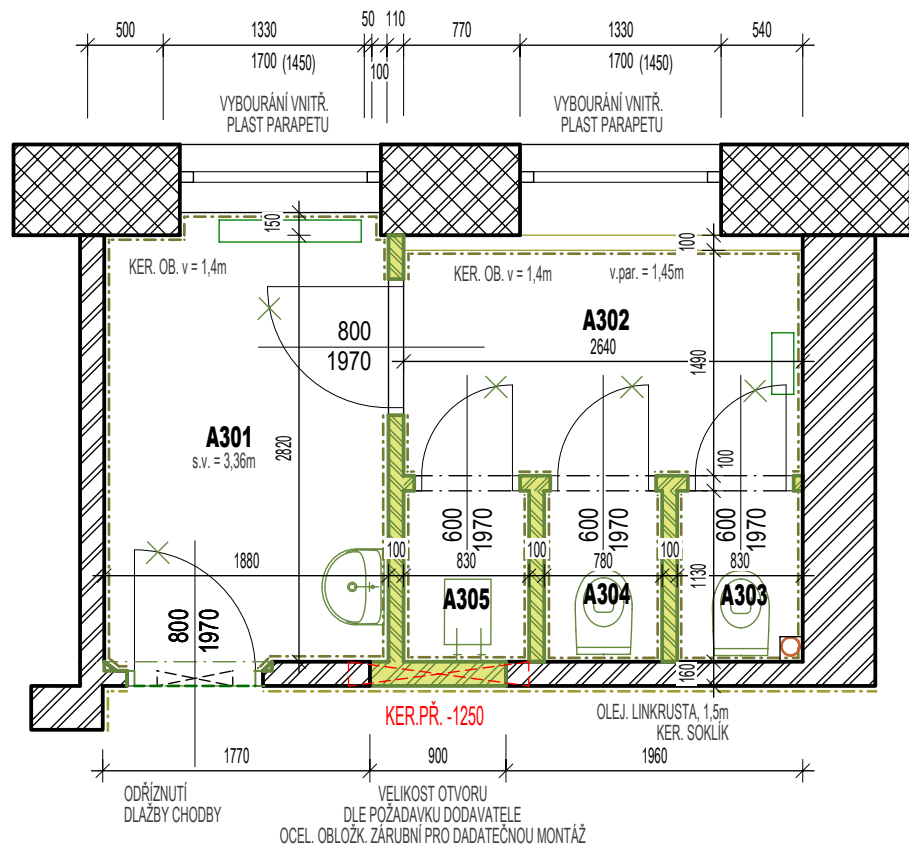 500
1330
50
110
770
1330
540
1700 (1450)
100
1700 (1450)
VYBOURÁNÍ VNITŘ.
PLAST PARAPETU
VYBOURÁNÍ VNITŘ.
PLAST PARAPETU
150
100
KER. OB. v = 1,4m
KER. OB. v = 1,4m
v.par. = 1,45m
A302
2640
800
1970
1490
A301
s.v. = 3,36m
2820
100
600
1970
600
1970
600
1970
1880
100
830
100
780
100
830
1130
A305
A304
A303
800
1970
160
KER.PŘ. -1250
OLEJ. LINKRUSTA, 1,5m
KER. SOKLÍK
1770
900
1960
ODŘÍZNUTÍ
DLAŽBY CHODBY
VELIKOST OTVORU
DLE POŽADAVKU DODAVATELE
OCEL. OBLOŽK. ZÁRUBNÍ PRO DADATEČNOU MONTÁŽ